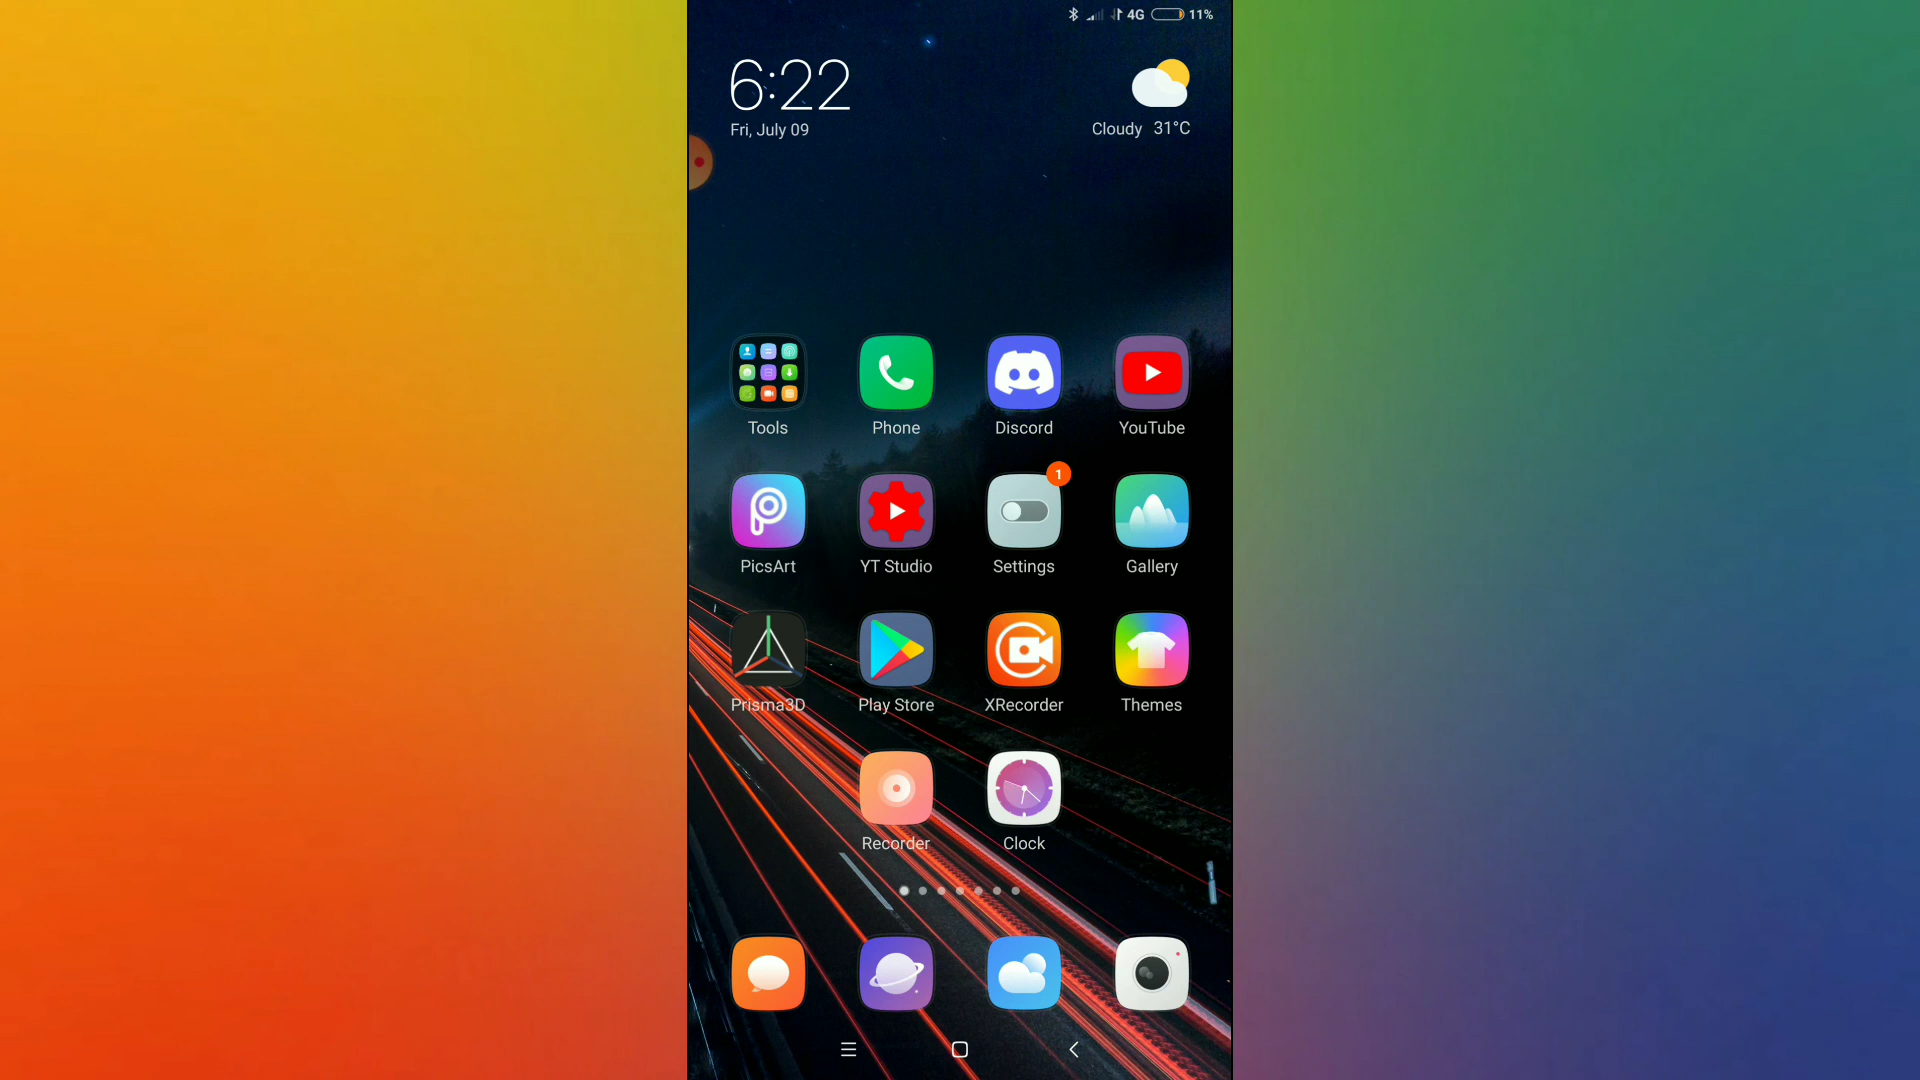 4G 11%
6:22
Fri, July 09
Cloudy 31°C
Tools Phone Discord YouTube
1
PicsArt YT Studio Settings Gallery
Prisma3D Play Store XRecorder Themes
Recorder Clock